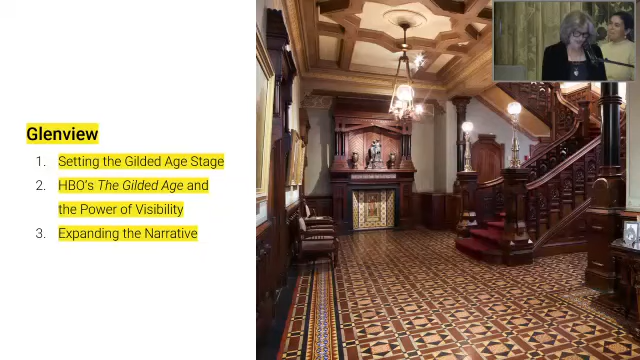 Glenview
1. Setting the Gilded Age Stage
2. HBO's The Gilded Age and
the Power of Visibility
3. Expanding the Narrative